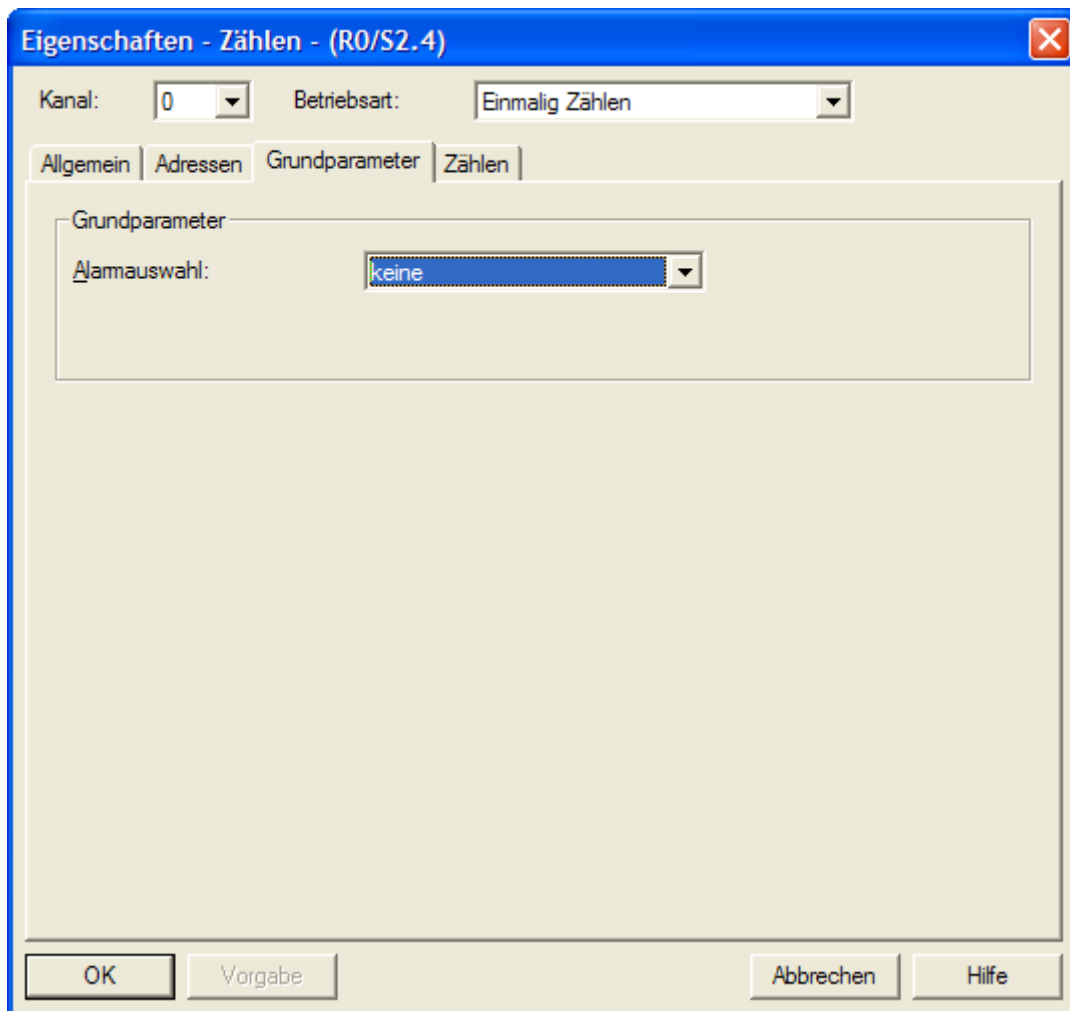 Eigenschaften - Zählen - (R0/S2.4)
Kanal: 0 Betriebsart: Einmalig Zählen
Allgemein Adressen Grundparameter Zählen
Grundparameter
Alarmauswahl: keine
OK Vorgabe Abbrechen Hilfe